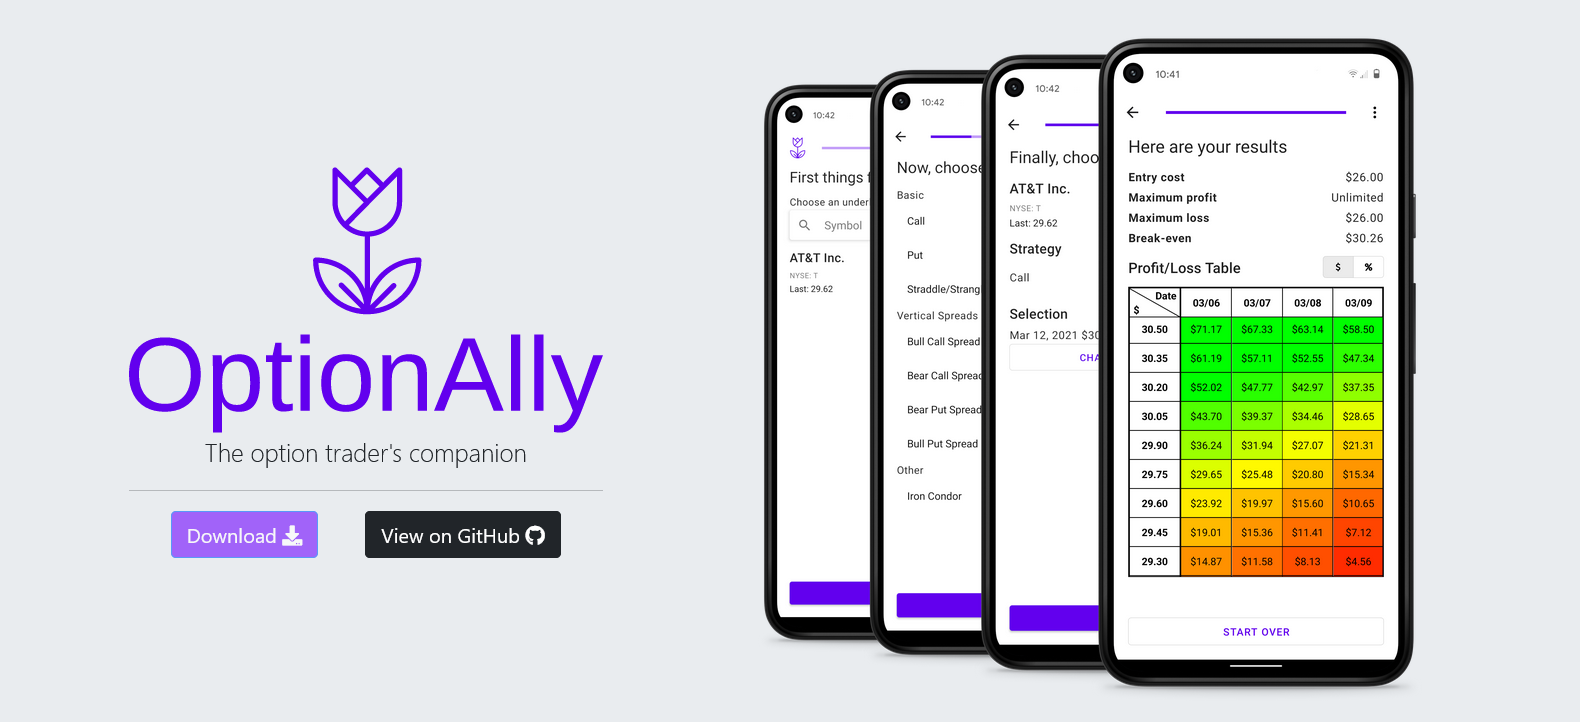 OptionAlly
The option trader's companion
Download
View on GitHub
10:42
First things f
Choose an under
Symbol
AT&T Inc.
NYSE: T
Last: 29.62
10:42
Now, choose
Basic
Call
Put
Straddle/Strang
Vertical Spreads
Bull Call Spread
Bear Call Spread
Bear Put Spread
Bull Put Spread
Other
Iron Condor
10:42
Finally, choo
AT&T Inc.
NYSE: T
Last: 29.62
Strategy
Call
Selection
Mar 12, 2021 $30
CHA
10:41
Here are your results
Entry cost $26.00
Maximum profit Unlimited
Maximum loss $26.00
Break-even $30.26
Profit/Loss Table $ %
Date
$ 03/06 03/07 03/08 03/09
30.50 $71.17 $67.33 $63.14 $58.50
30.35 $61.19 $57.11 $52.55 $47.34
30.20 $52.02 $47.77 $42.97 $37.35
30.05 $43.70 $39.37 $34.46 $28.65
29.90 $36.24 $31.94 $27.07 $21.31
29.75 $29.65 $25.48 $20.80 $15.34
29.60 $23.92 $19.97 $15.60 $10.65
29.45 $19.01 $15.36 $11.41 $7.12
29.30 $14.87 $11.58 $8.13 $4.56
START OVER